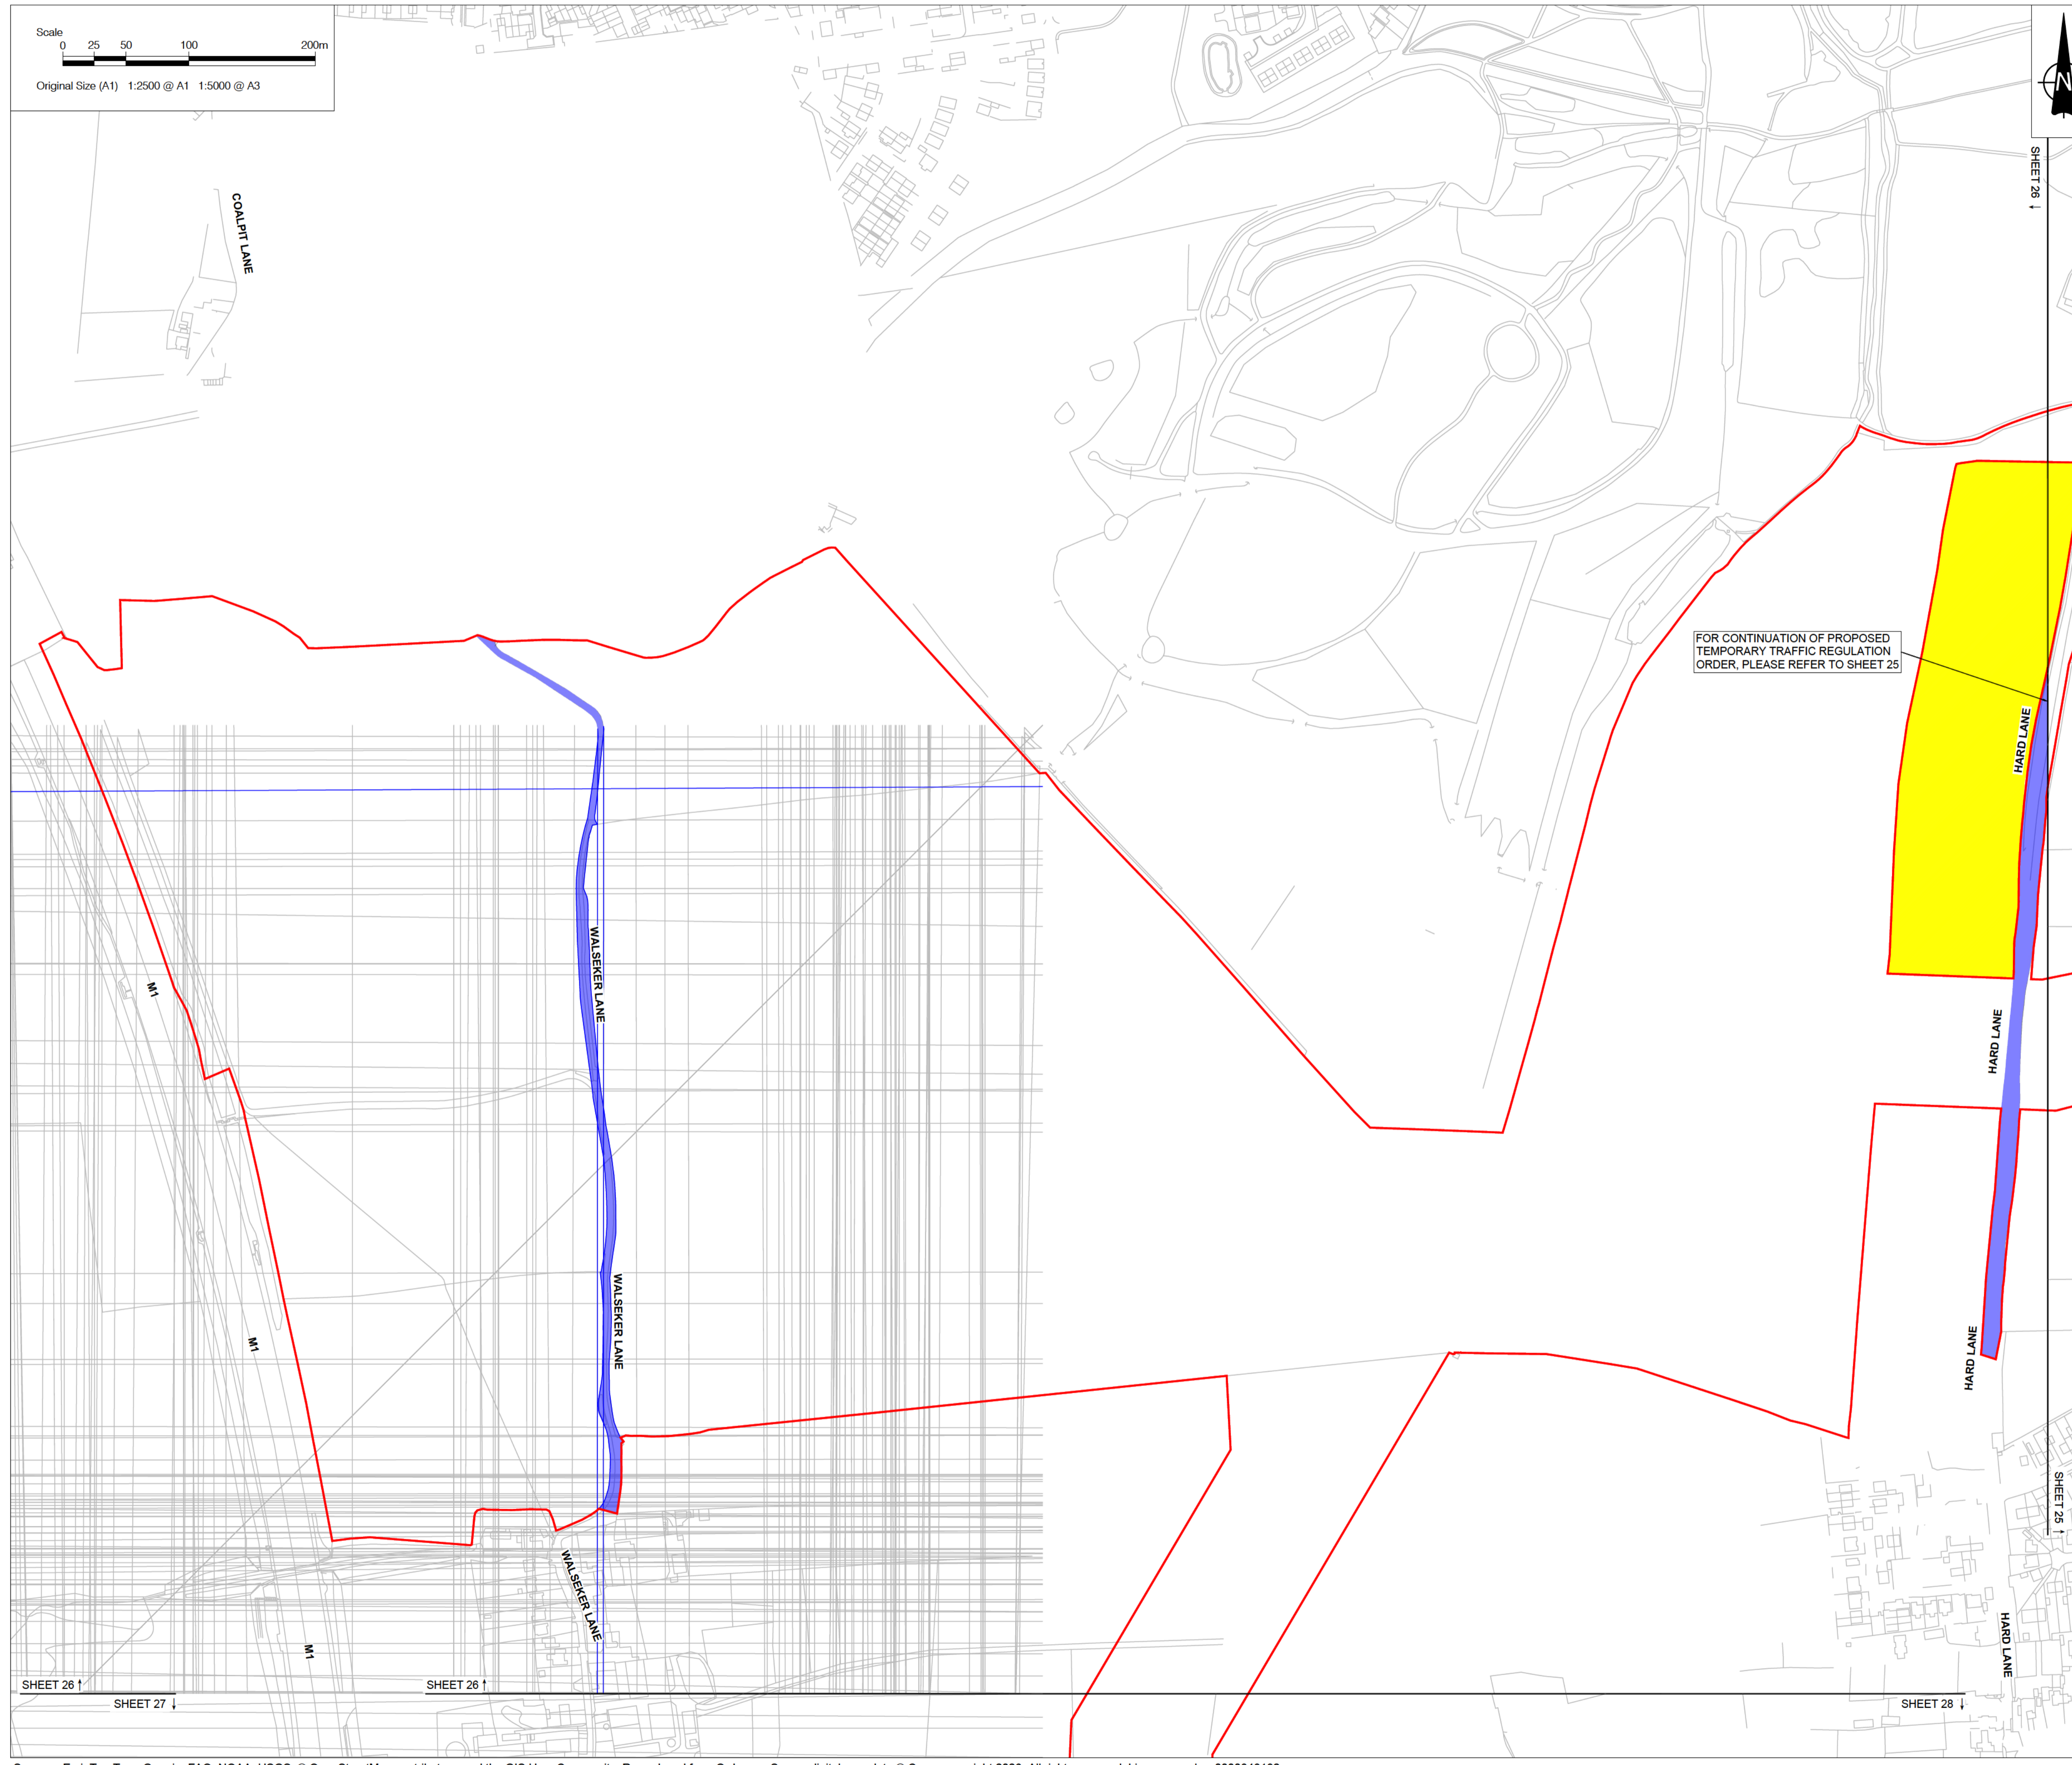 Scale
0 25 50 100 200m
Original Size (A1) 1:2500 @ A1 1:5000 @ A3
N
SHEET 26 ←
COALPIT LANE
FOR CONTINUATION OF PROPOSED
TEMPORARY TRAFFIC REGULATION
ORDER, PLEASE REFER TO SHEET 25
HARD LANE
WALSEKER LANE
M1
HARD LANE
WALSEKER LANE
M1
HARD LANE
SHEET 25 →
WALSEKER LANE
HARD LANE
M1
SHEET 26 ↑
SHEET 26 ↑
SHEET 27 ↓
SHEET 28 ↓